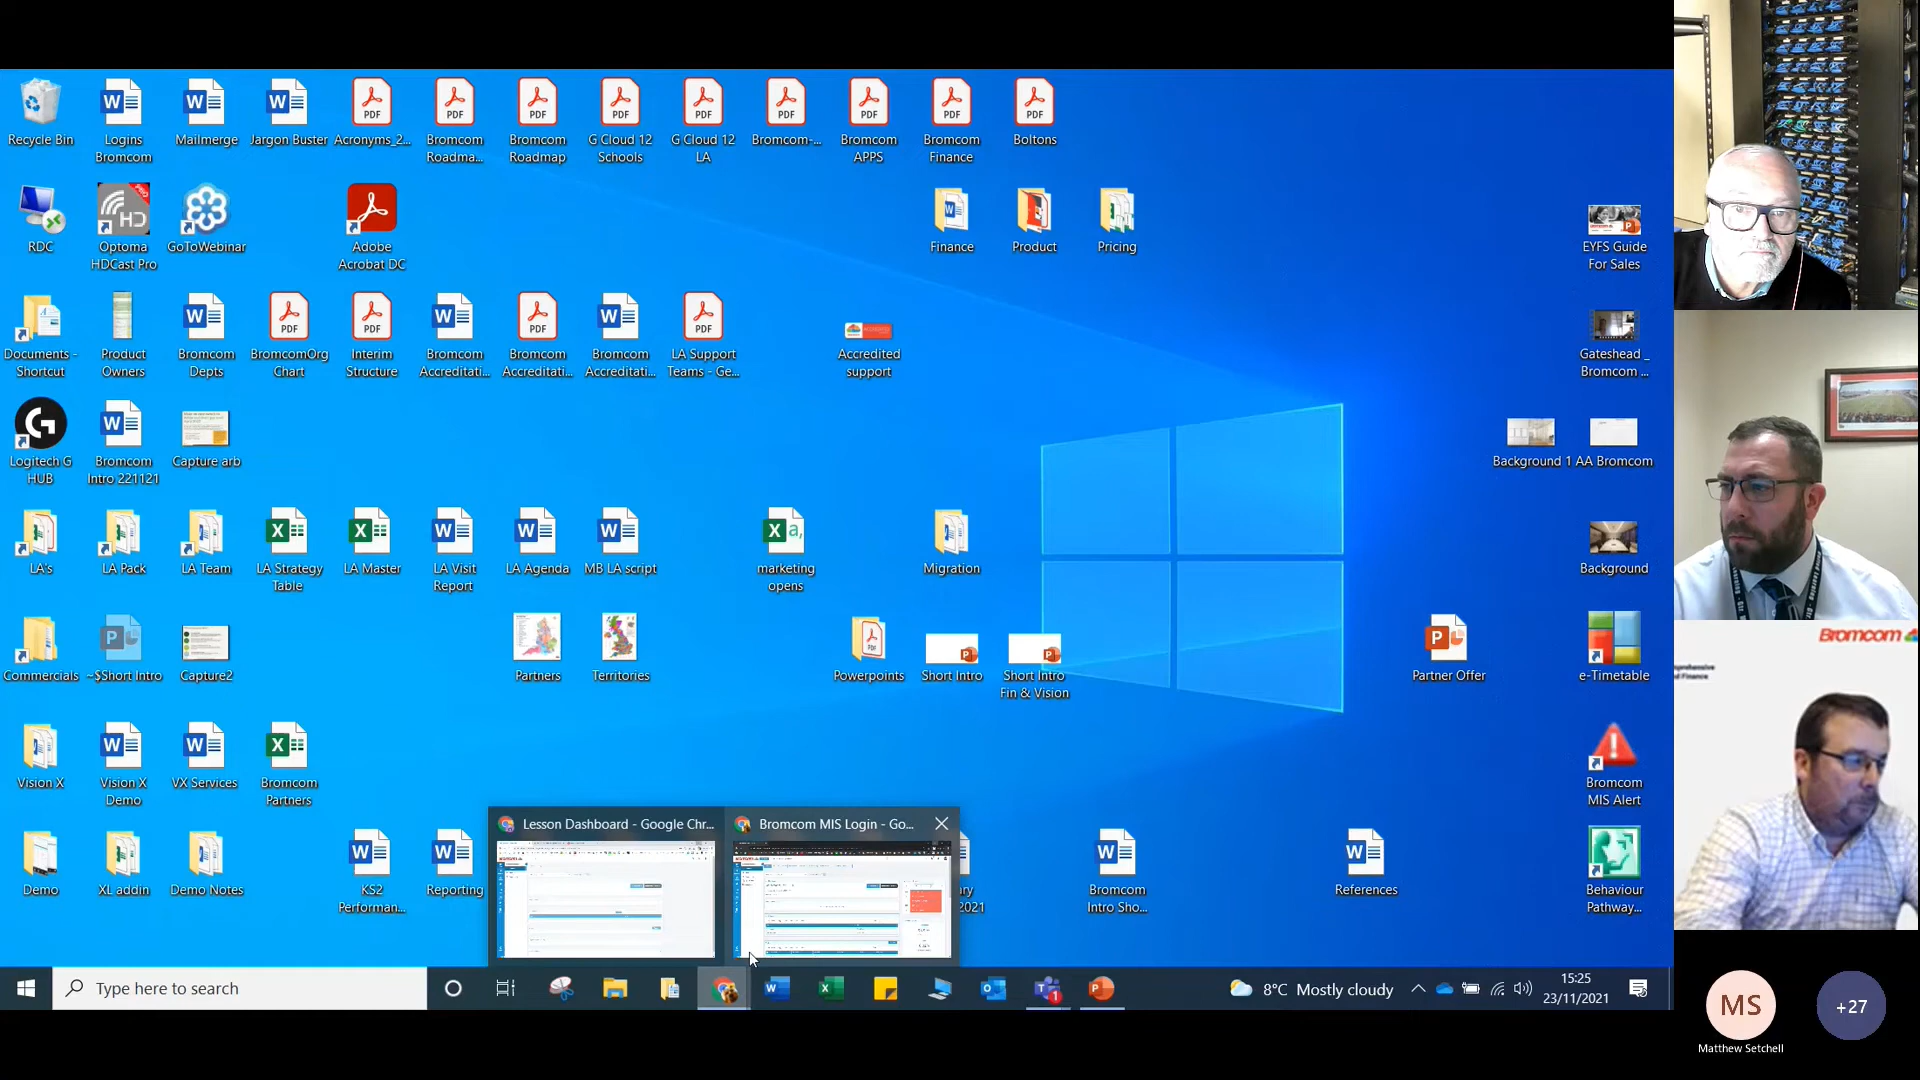 Recycle Bin
Logins
Bromcom
Mailmerge
Jargon Buster
Acronyms_2...
Bromcom
Roadma...
Bromcom
Roadmap
G Cloud 12
Schools
G Cloud 12
LA
Bromcom-...
Bromcom
APPS
Bromcom
Finance
Boltons
RDC
Optoma
HDCast Pro
GoToWebinar
Adobe
Acrobat DC
Finance
Product
Pricing
EYFS Guide
For Sales
Documents -
Shortcut
Product
Owners
Bromcom
Depts
BromcomOrg
Chart
Interim
Structure
Bromcom
Accreditati...
Bromcom
Accreditati...
Bromcom
Accreditati...
LA Support
Teams - Ge...
Accredited
support
Gateshead _
Bromcom ...
Logitech G
HUB
Bromcom
Intro 221121
Capture arb
Background 1
AA Bromcom
LA's
LA Pack
LA Team
LA Strategy
Table
LA Master
LA Visit
Report
LA Agenda
MB LA script
marketing
opens
Migration
Background
Commercials
~$Short Intro
Capture2
Partners
Territories
Powerpoints
Short Intro
Short Intro
Fin & Vision
Partner Offer
e-Timetable
Vision X
Vision X
Demo
VX Services
Bromcom
Partners
Bromcom
MIS Alert
Lesson Dashboard - Google Chr...
Bromcom MIS Login - Go...
Demo
XL addin
Demo Notes
KS2
Performan...
Reporting
2021
Bromcom
Intro Sho...
References
Behaviour
Pathway...
Type here to search
8°C Mostly cloudy
15:25
23/11/2021
Bromcom
MS
Matthew Setchell
+27